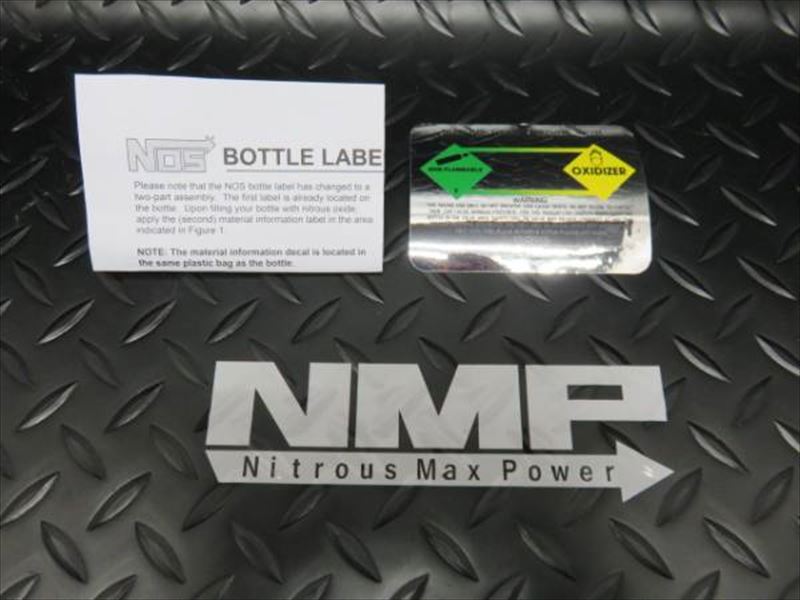 NOS BOTTLE LABE
Please note that the NOS bottle label has changed to a
two-part assembly. The first label is already located on
the bottle. Upon filling your bottle with nitrous oxide,
apply the (second) material information label in the area
indicated in Figure 1.
NOTE: The material information decal is located in
the same plastic bag as the bottle.
NON-FLAMMABLE
OXIDIZER
WARNING
NMP
Nitrous Max Power